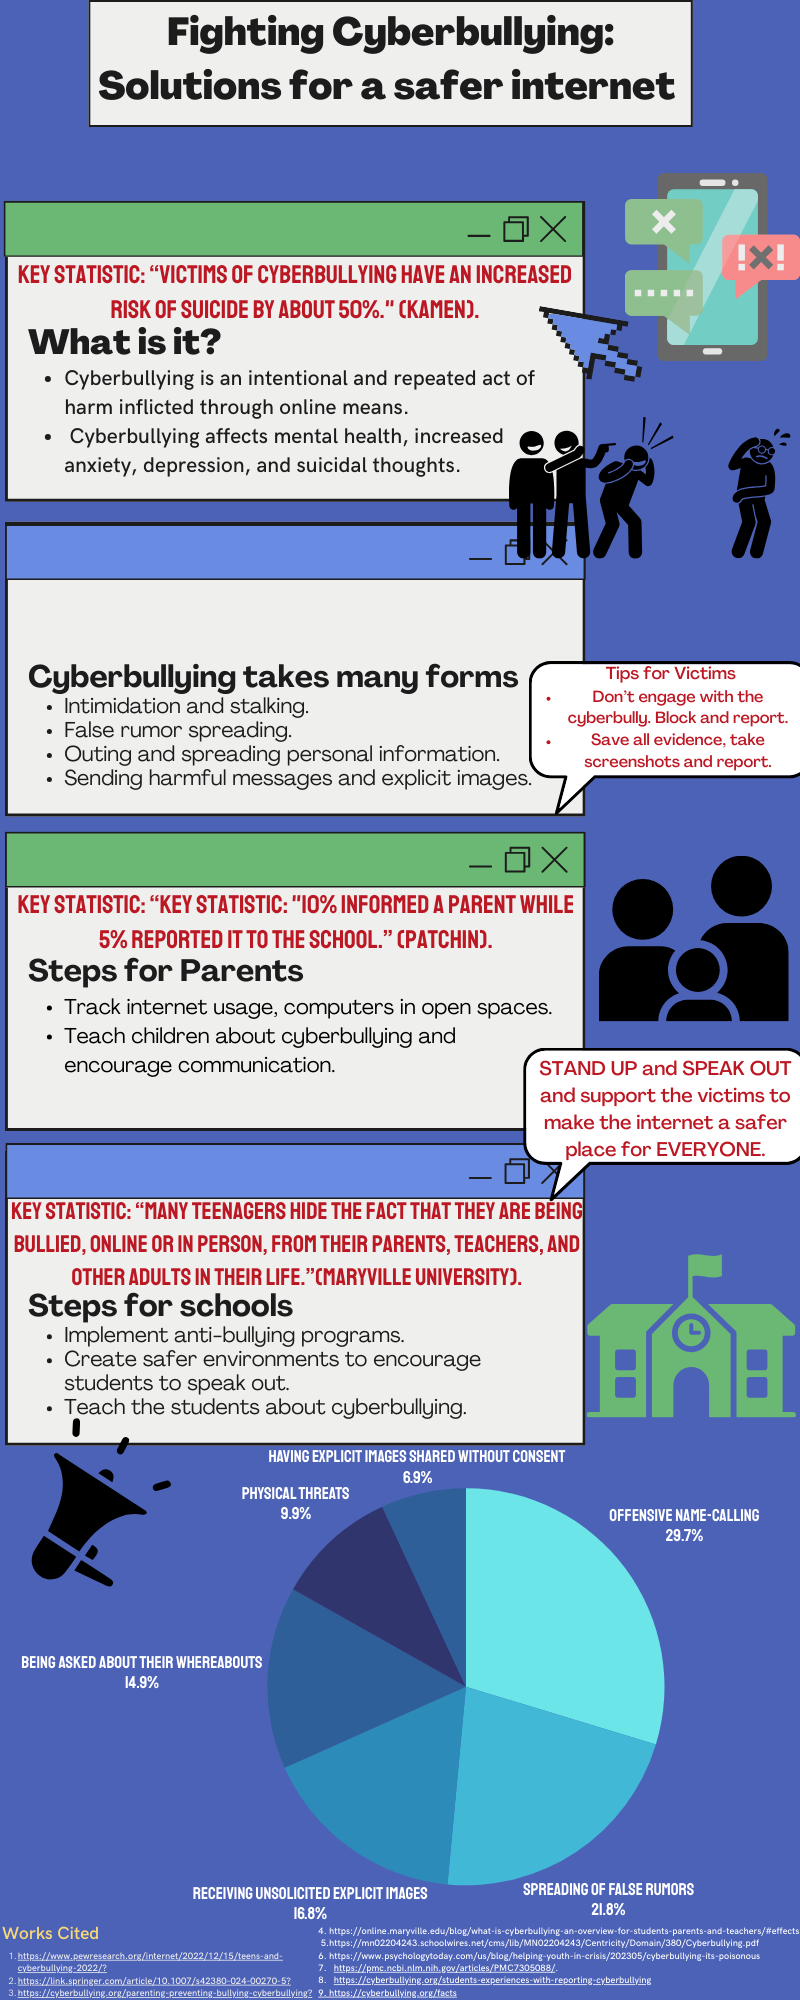 Fighting Cyberbullying:
Solutions for a safer internet
KEY STATISTIC: “VICTIMS OF CYBERBULLYING HAVE AN INCREASED
RISK OF SUICIDE BY ABOUT 50%." (KAMEN).
What is it?
• Cyberbullying is an intentional and repeated act of
harm inflicted through online means.
• Cyberbullying affects mental health, increased
anxiety, depression, and suicidal thoughts.
Cyberbullying takes many forms
• Intimidation and stalking.
• False rumor spreading.
• Outing and spreading personal information.
• Sending harmful messages and explicit images.
Tips for Victims
• Don’t engage with the
cyberbully. Block and report.
• Save all evidence, take
screenshots and report.
KEY STATISTIC: “KEY STATISTIC: "10% INFORMED A PARENT WHILE
5% REPORTED IT TO THE SCHOOL.” (PATCHIN).
Steps for Parents
• Track internet usage, computers in open spaces.
• Teach children about cyberbullying and
encourage communication.
STAND UP and SPEAK OUT
and support the victims to
make the internet a safer
place for EVERYONE.
KEY STATISTIC: “MANY TEENAGERS HIDE THE FACT THAT THEY ARE BEING
BULLIED, ONLINE OR IN PERSON, FROM THEIR PARENTS, TEACHERS, AND
OTHER ADULTS IN THEIR LIFE.”(MARYVILLE UNIVERSITY).
Steps for schools
• Implement anti-bullying programs.
• Create safer environments to encourage
students to speak out.
• Teach the students about cyberbullying.
HAVING EXPLICIT IMAGES SHARED WITHOUT CONSENT
6.9%
PHYSICAL THREATS
9.9%
OFFENSIVE NAME-CALLING
29.7%
BEING ASKED ABOUT THEIR WHEREABOUTS
14.9%
RECEIVING UNSOLICITED EXPLICIT IMAGES
16.8%
SPREADING OF FALSE RUMORS
21.8%
Works Cited
1. https://www.pewresearch.org/internet/2022/12/15/teens-and-
cyberbullying-2022/?
2. https://link.springer.com/article/10.1007/s42380-024-00270-5?
3. https://cyberbullying.org/parenting-preventing-bullying-cyberbullying?
4. https://online.maryville.edu/blog/what-is-cyberbullying-an-overview-for-students-parents-and-teachers/#effects
5. https://mn02204243.schoolwires.net/cms/lib/MN02204243/Centricity/Domain/380/Cyberbullying.pdf
6. https://www.psychologytoday.com/us/blog/helping-youth-in-crisis/202305/cyberbullying-its-poisonous
7. https://pmc.ncbi.nlm.nih.gov/articles/PMC7305088/.
8. https://cyberbullying.org/students-experiences-with-reporting-cyberbullying
9. https://cyberbullying.org/facts